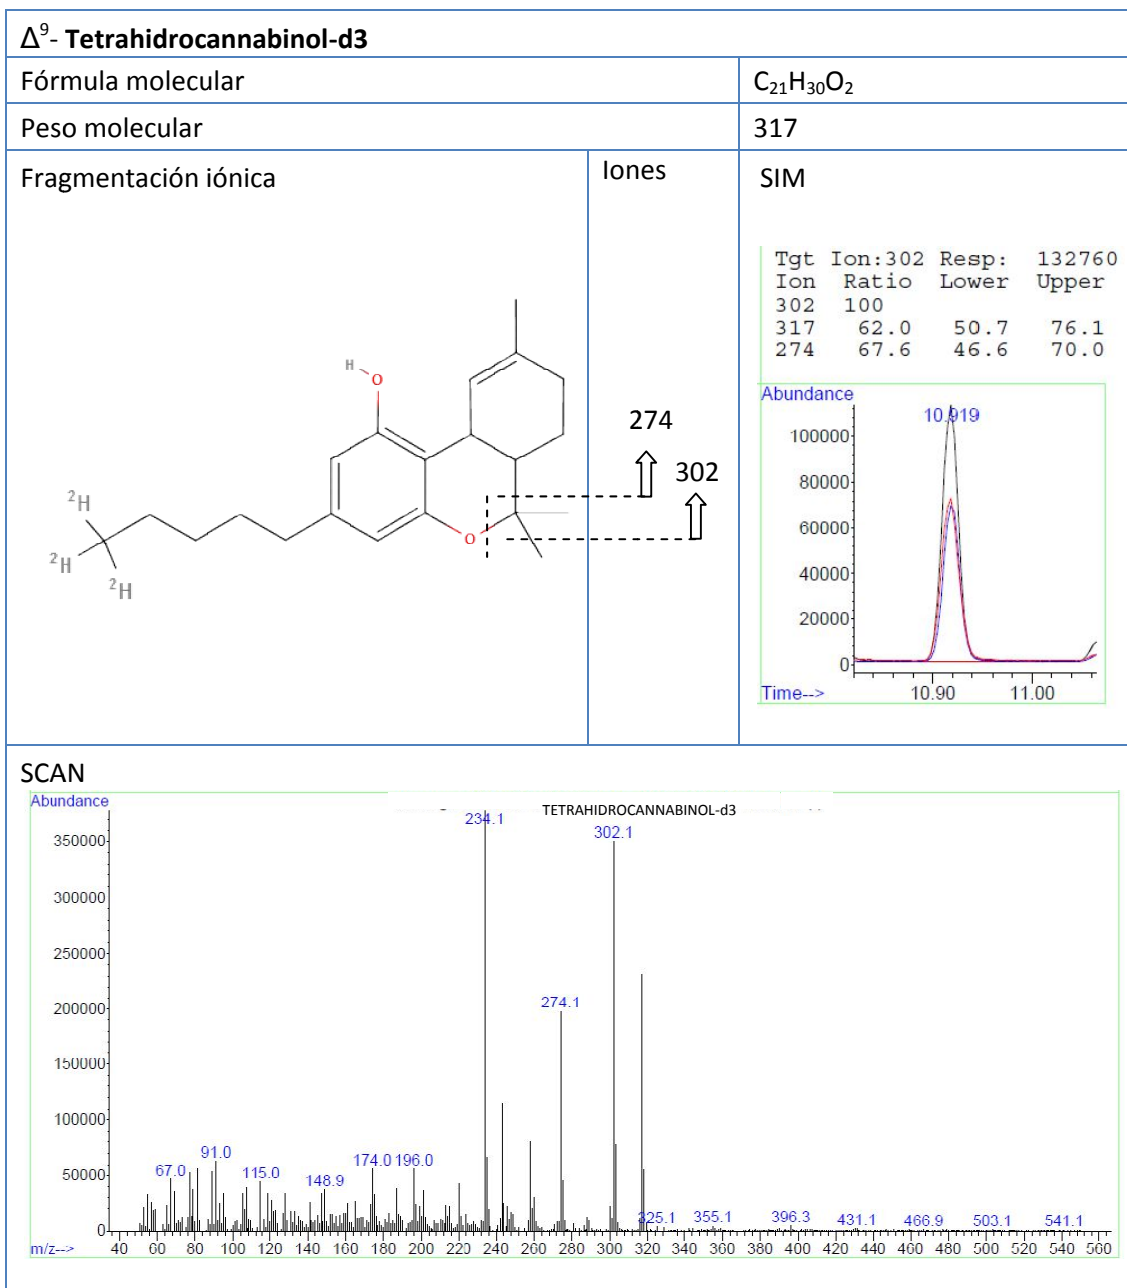 Δ⁹- Tetrahidrocannabinol-d3
Fórmula molecular
C₂₁H₃₀O₂
Peso molecular
317
Fragmentación iónica
Iones
SIM
Tgt Ion:302 Resp: 132760
Ion Ratio Lower Upper
302 100
317 62.0 50.7 76.1
274 67.6 46.6 70.0
H
O
²H
²H
²H
O
274
302
Abundance
10.919
100000
80000
60000
40000
20000
0
Time--> 10.90 11.00
SCAN
Abundance
TETRAHIDROCANNABINOL-d3
234.1
302.1
274.1
67.0
91.0
115.0
148.9
174.0
196.0
325.1
355.1
396.3
431.1
466.9
503.1
541.1
350000
300000
250000
200000
150000
100000
50000
0
m/z--> 40 60 80 100 120 140 160 180 200 220 240 260 280 300 320 340 360 380 400 420 440 460 480 500 520 540 560